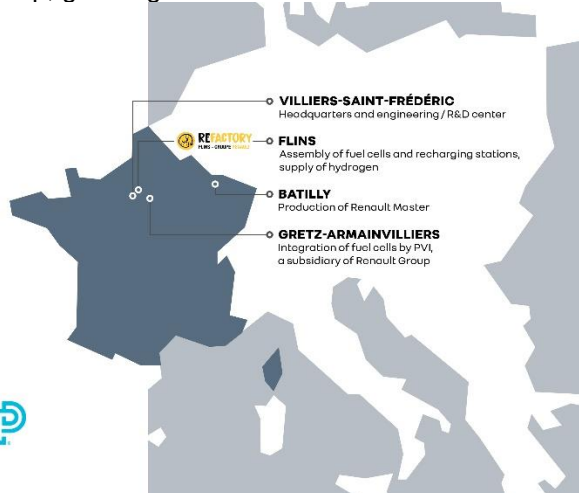 VILLIERS-SAINT-FRÉDÉRIC
Headquarters and engineering / R&D center
REFACTORY
FLINS
Assembly of fuel cells and recharging stations,
supply of hydrogen
BATILLY
Production of Renault Master
GRETZ-ARMAINVILLIERS
Integration of fuel cells by PVI,
a subsidiary of Renault Group